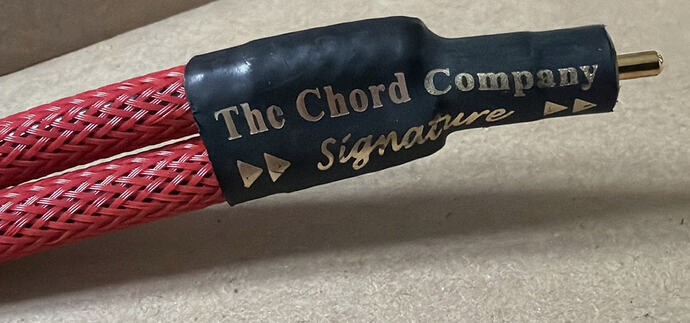 The Chord Company
Signature